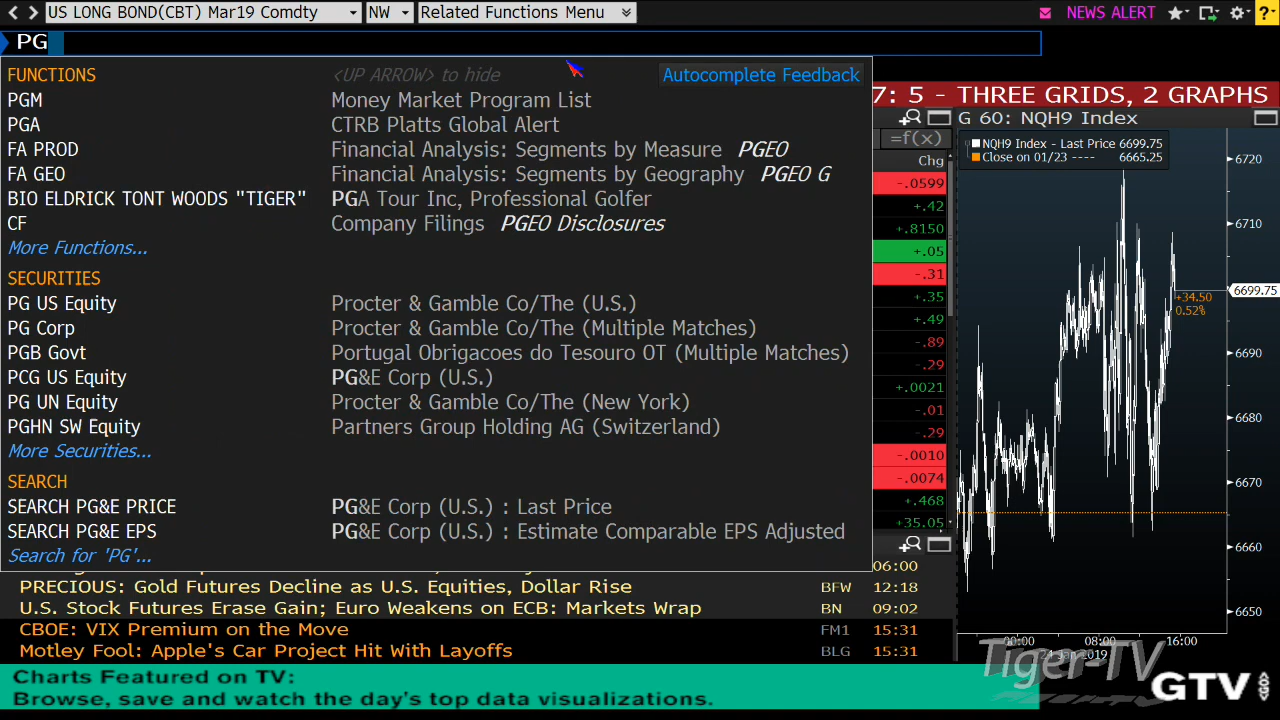 US LONG BOND(CBT) Mar19 Comdty NW Related Functions Menu NEWS ALERT ?
PG
FUNCTIONS <UP ARROW> to hide Autocomplete Feedback
PGM Money Market Program List
PGA CTRB Platts Global Alert
FA PROD Financial Analysis: Segments by Measure PGEO
FA GEO Financial Analysis: Segments by Geography PGEO G
BIO ELDRICK TONT WOODS "TIGER" PGA Tour Inc, Professional Golfer
CF Company Filings PGEO Disclosures
More Functions...
SECURITIES
PG US Equity Procter & Gamble Co/The (U.S.)
PG Corp Procter & Gamble Co/The (Multiple Matches)
PGB Govt Portugal Obrigacoes do Tesouro OT (Multiple Matches)
PCG US Equity PG&E Corp (U.S.)
PG UN Equity Procter & Gamble Co/The (New York)
PGHN SW Equity Partners Group Holding AG (Switzerland)
More Securities...
SEARCH
SEARCH PG&E PRICE PG&E Corp (U.S.) : Last Price
SEARCH PG&E EPS PG&E Corp (U.S.) : Estimate Comparable EPS Adjusted
Search for 'PG'...
7: 5 - THREE GRIDS, 2 GRAPHS
=f(x)
Chg
-.0599
+.42
+.8150
+.05
-.31
+.35
+.49
-.89
-.29
+.0021
-.01
-.29
-.0010
-.0074
+.468
+35.05
G 60: NQH9 Index
NQH9 Index - Last Price 6699.75
Close on 01/23 ---- 6665.25
6720
6710
6699.75
+34.50
0.52%
6690
6680
6670
6660
6650
00:00 08:00 16:00
24 Jan 2019
06:00
PRECIOUS: Gold Futures Decline as U.S. Equities, Dollar Rise BFW 12:18
U.S. Stock Futures Erase Gain; Euro Weakens on ECB: Markets Wrap BN 09:02
CBOE: VIX Premium on the Move FM1 15:31
Motley Fool: Apple's Car Project Hit With Layoffs BLG 15:31
Charts Featured on TV:
Browse, save and watch the day's top data visualizations.
Tiger-TV
GTV